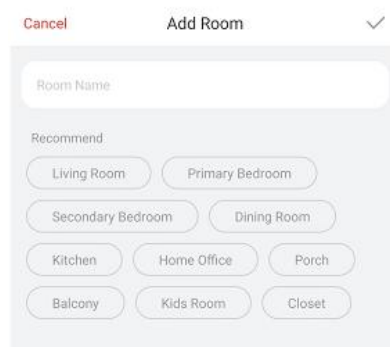 Cancel Add Room
Room Name
Recommend
Living Room Primary Bedroom
Secondary Bedroom Dining Room
Kitchen Home Office Porch
Balcony Kids Room Closet